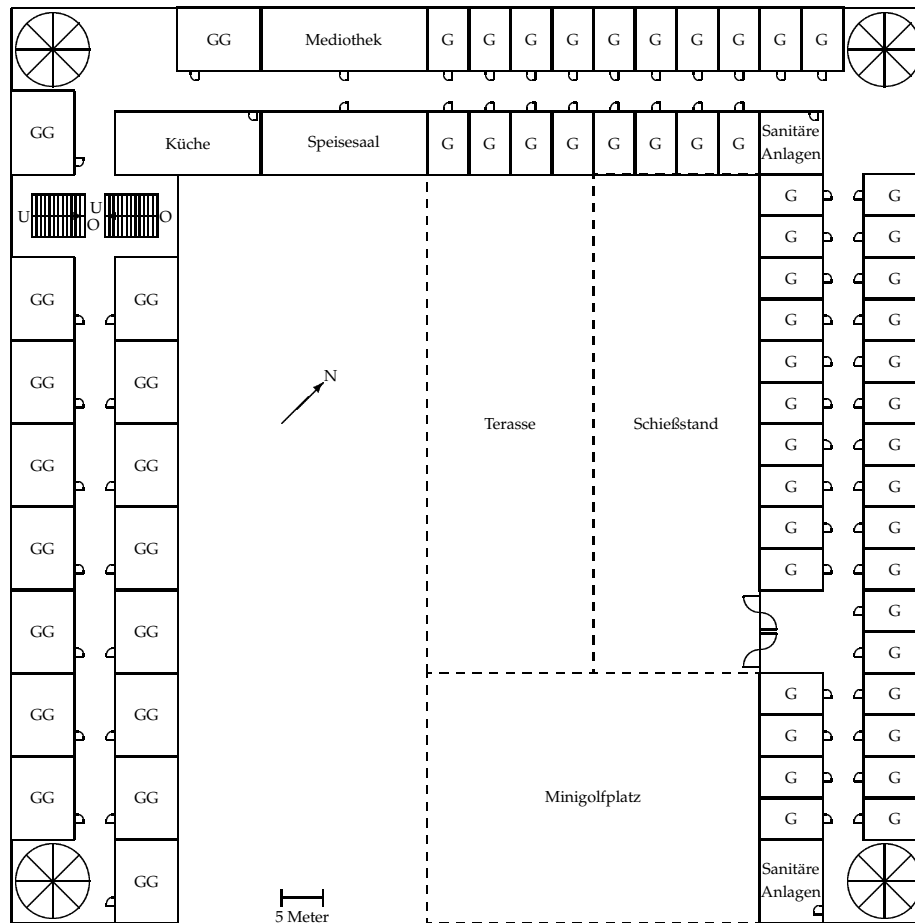 GG Mediothek G G G G G G G G G G
GG Küche Speisesaal G G G G G G G G
Sanitäre
Anlagen
G G
U U O O
G G
G G
GG GG
G G
G G
N
GG GG
G G
Terasse Schießstand
G G
GG GG
G G
G G
GG GG
G G
G
GG GG
G
G G
GG GG
G G
G G
GG GG Minigolfplatz
G G
GG
Sanitäre
Anlagen
5 Meter